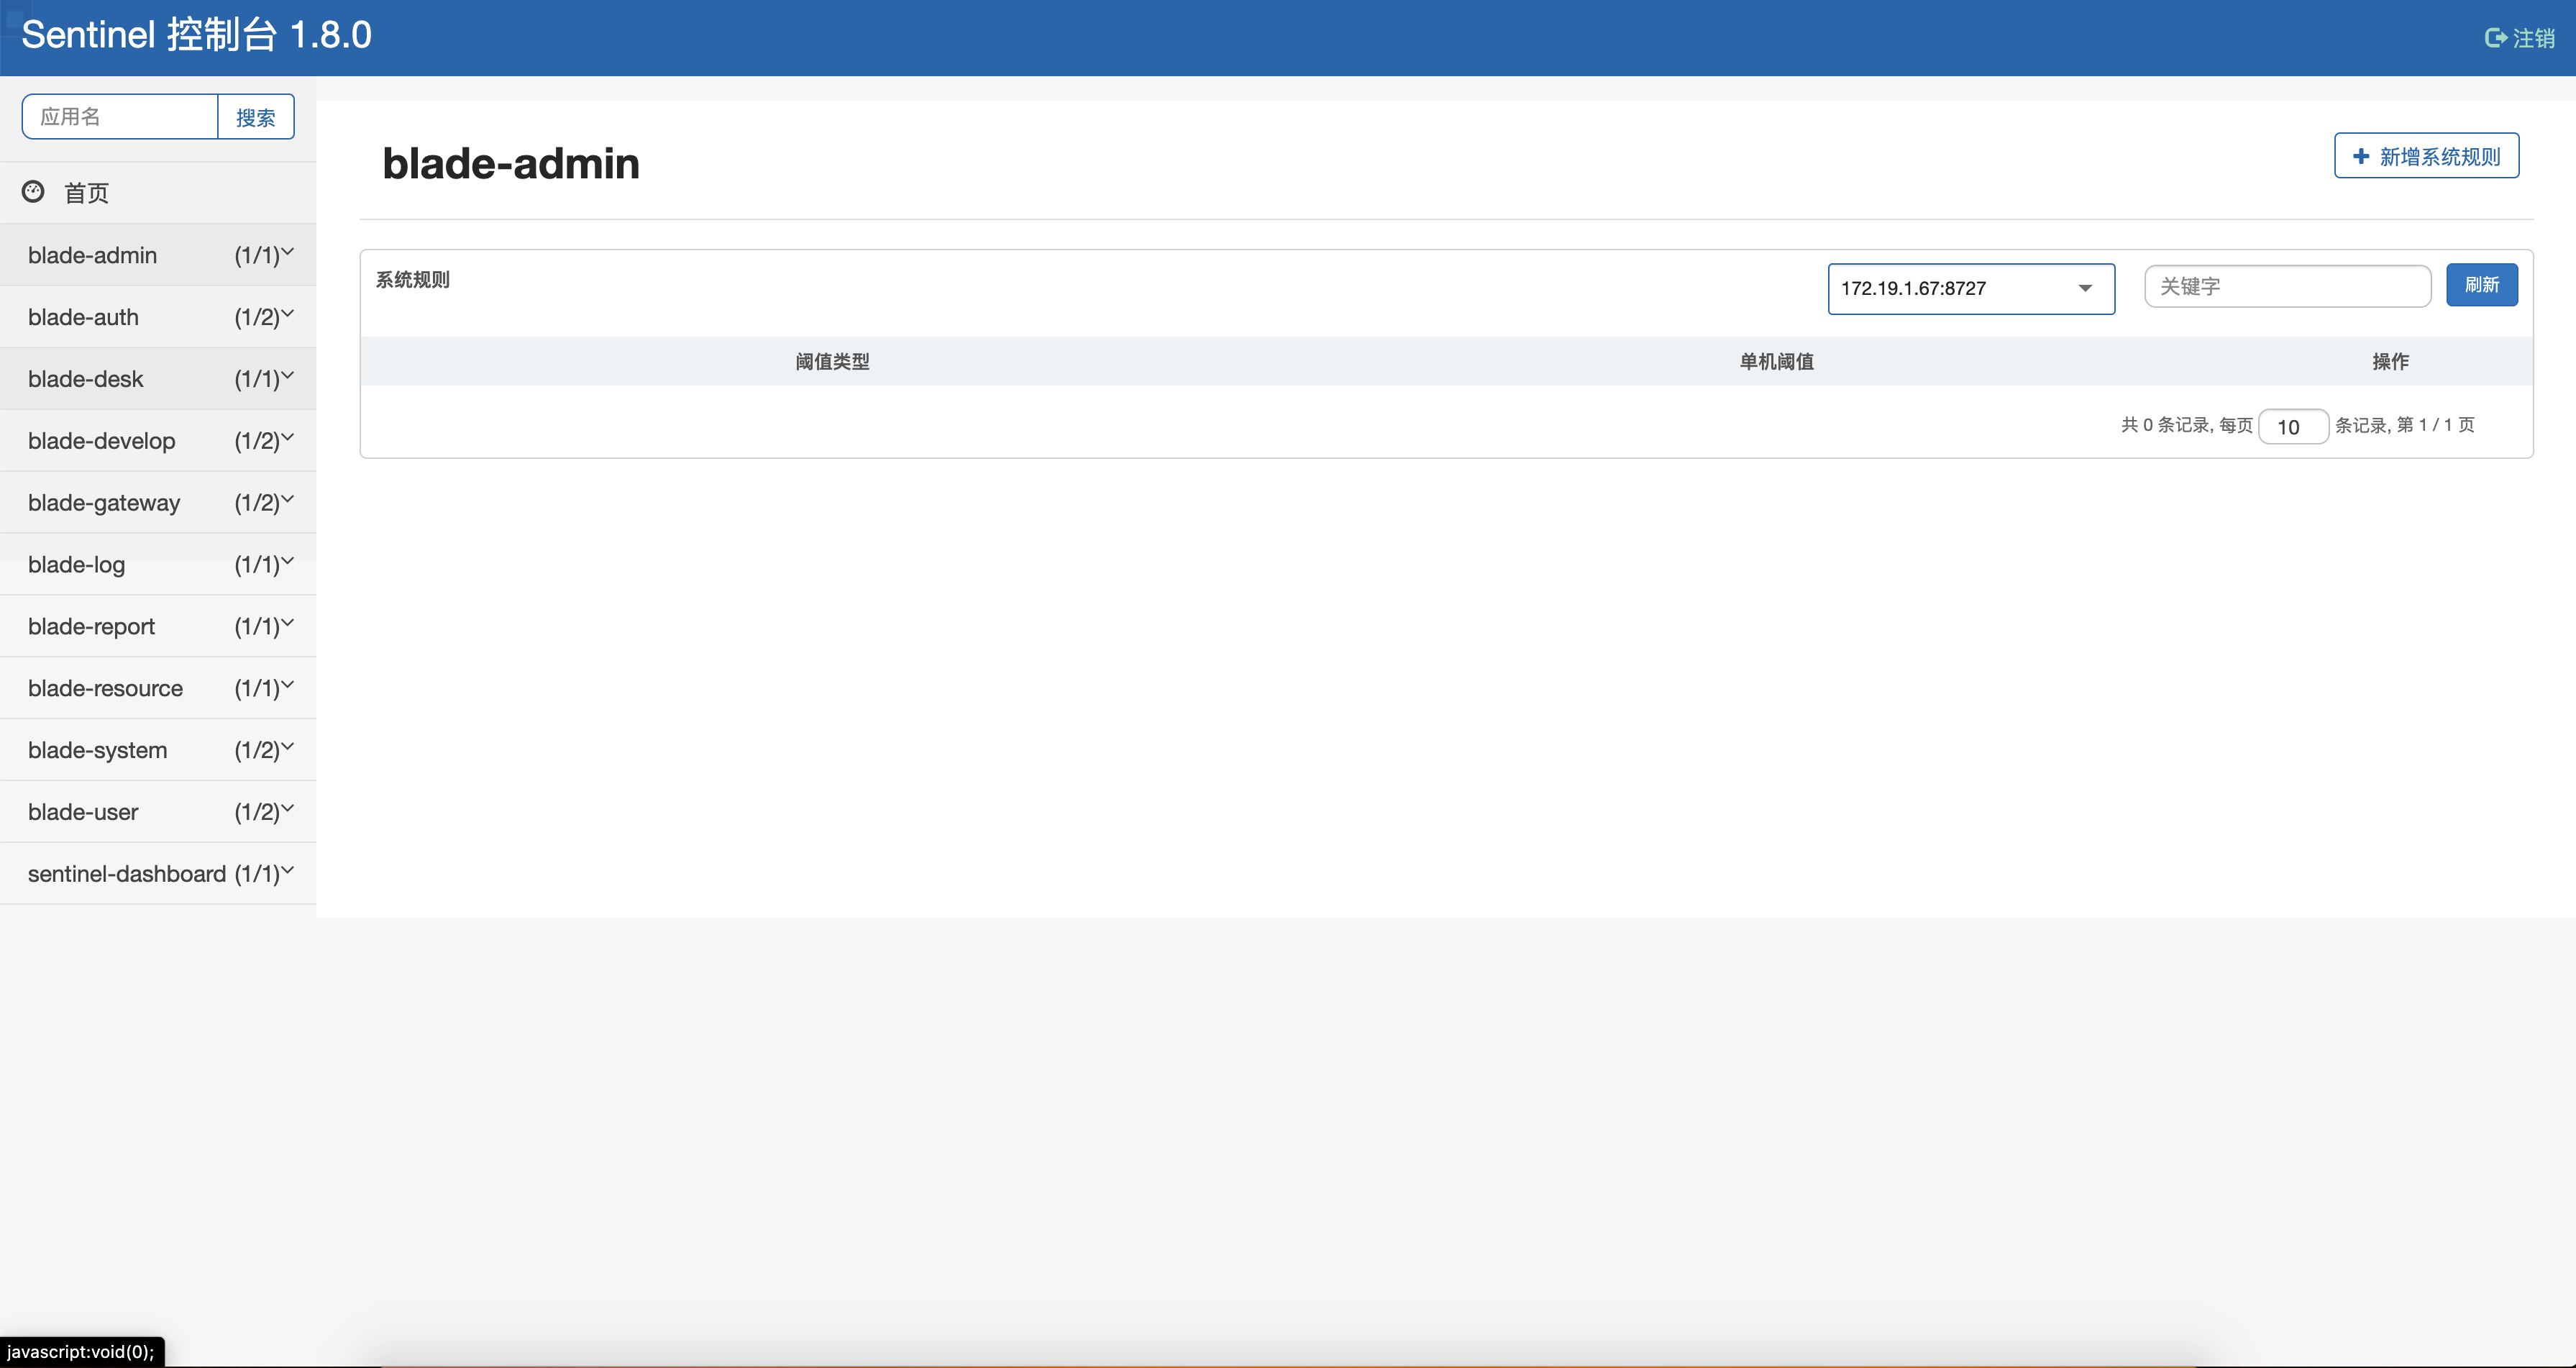 Sentinel 控制台 1.8.0
注销
应用名
搜索
首页
blade-admin (1/1)
blade-auth (1/2)
blade-desk (1/1)
blade-develop (1/2)
blade-gateway (1/2)
blade-log (1/1)
blade-report (1/1)
blade-resource (1/1)
blade-system (1/2)
blade-user (1/2)
sentinel-dashboard (1/1)
blade-admin
新增系统规则
系统规则
172.19.1.67:8727
关键字
刷新
阈值类型 单机阈值 操作
共 0 条记录, 每页 10 条记录, 第 1 / 1 页
javascript:void(0);